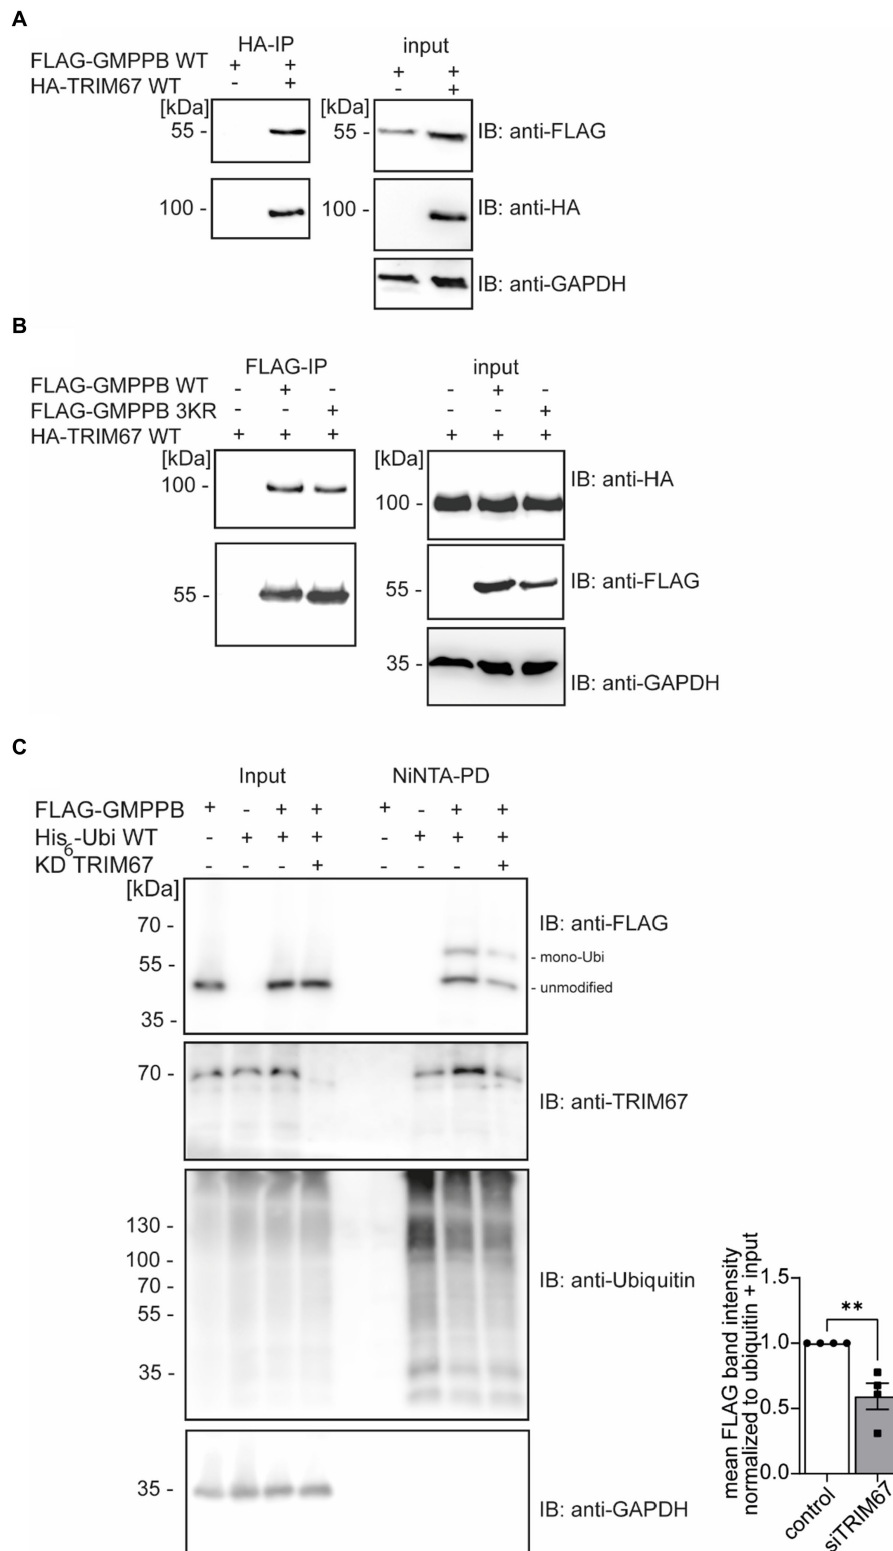 A
HA-IP input
FLAG-GMPPB WT + + + +
HA-TRIM67 WT - + - +
[kDa] [kDa]
55 - 55 - IB: anti-FLAG
100 - 100 - IB: anti-HA
IB: anti-GAPDH
B
FLAG-IP input
FLAG-GMPPB WT - + - - + -
FLAG-GMPPB 3KR - - + - - +
HA-TRIM67 WT + + + + + +
[kDa] [kDa]
100 - 100 - IB: anti-HA
55 - 55 - IB: anti-FLAG
35 - IB: anti-GAPDH
C
Input NiNTA-PD
FLAG-GMPPB + - + + + - + +
His6-Ubi WT - + + + - + + +
KD TRIM67 - - - + - - - +
[kDa]
70 - IB: anti-FLAG
55 - - mono-Ubi
- unmodified
35 -
70 -
IB: anti-TRIM67
130 -
100 -
70 - IB: anti-Ubiquitin
55 -
35 -
35 -
IB: anti-GAPDH
mean FLAG band intensity
normalized to ubiquitin + input
1.5
**
1.0
0.5
0.0
control
siTRIM67